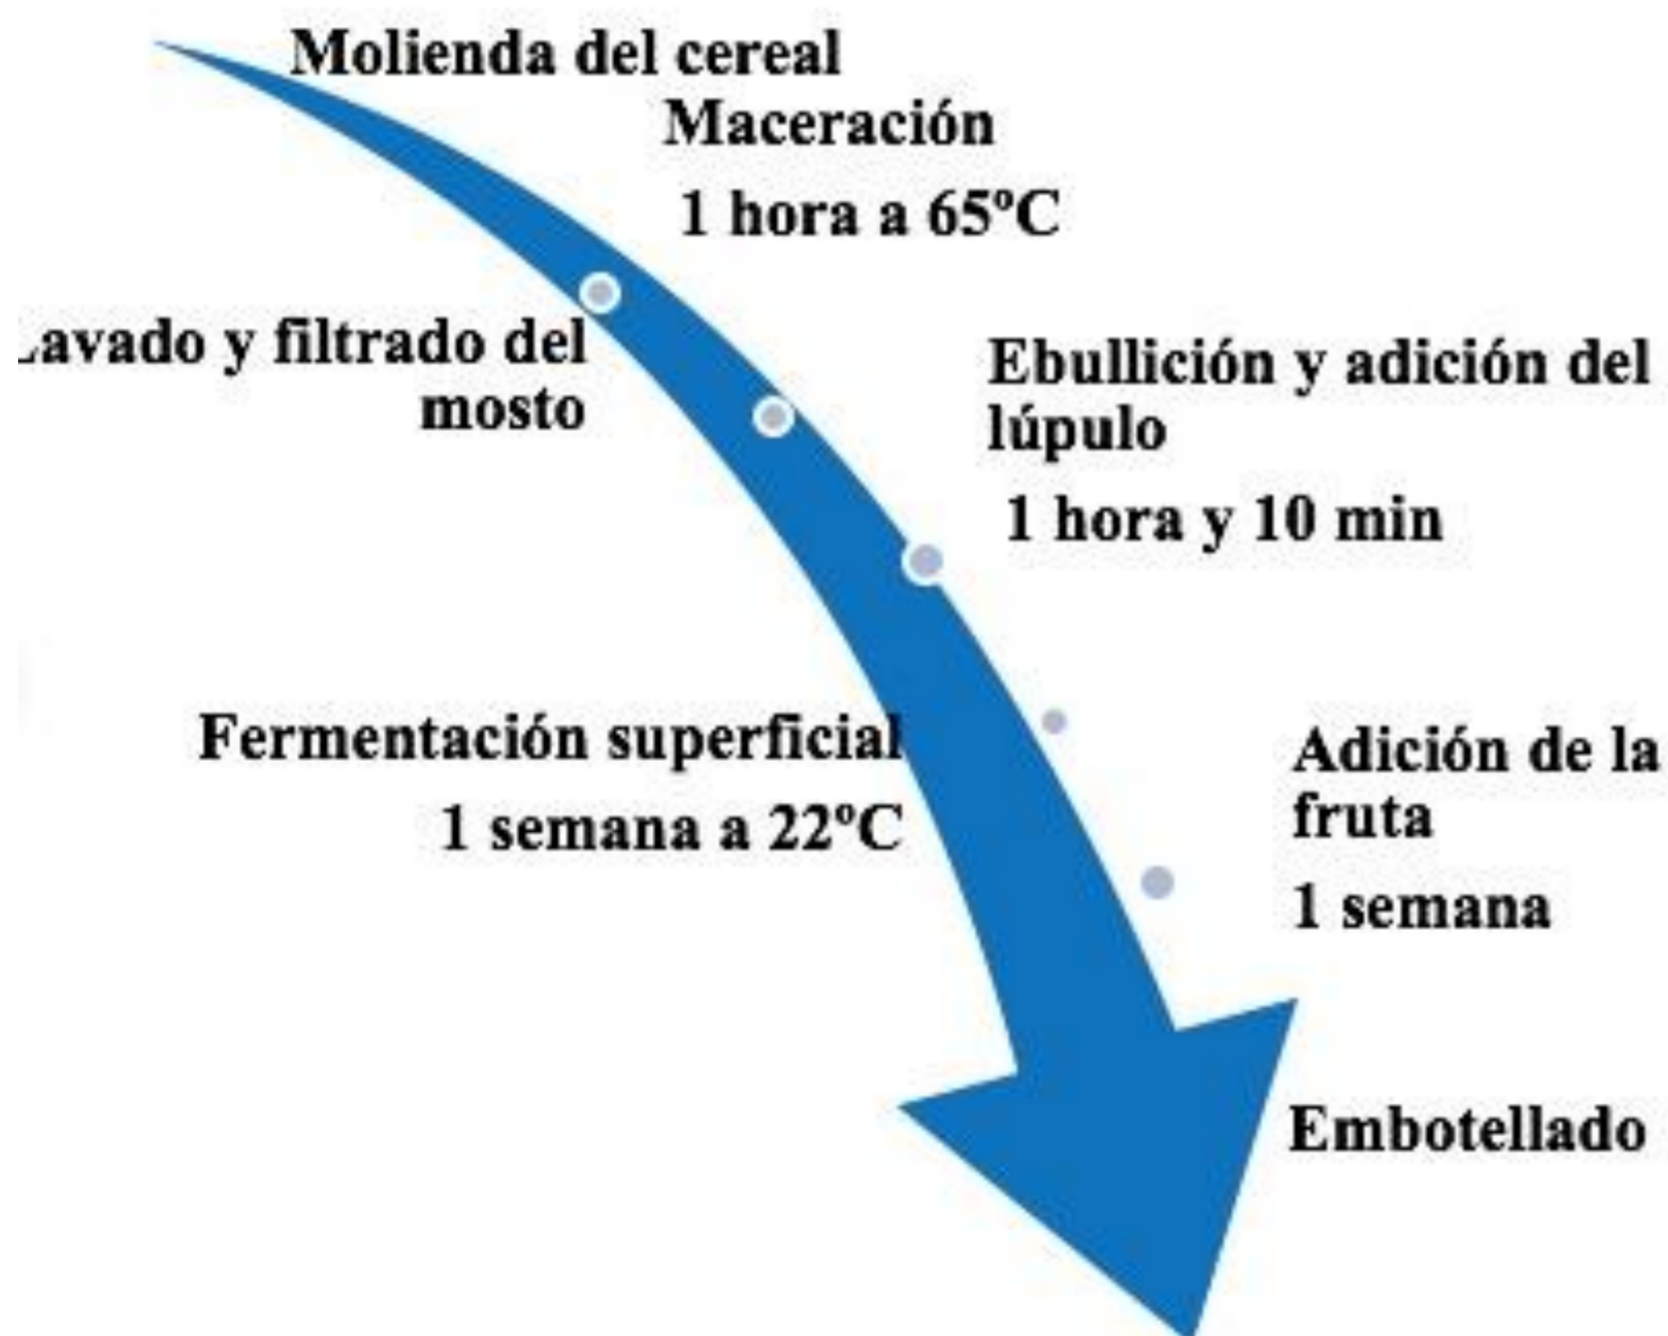 Molienda del cereal
Maceración
1 hora a 65ºC
Lavado y filtrado del
mosto
Ebullición y adición del
lúpulo
1 hora y 10 min
Fermentación superficial
1 semana a 22ºC
Adición de la
fruta
1 semana
Embotellado